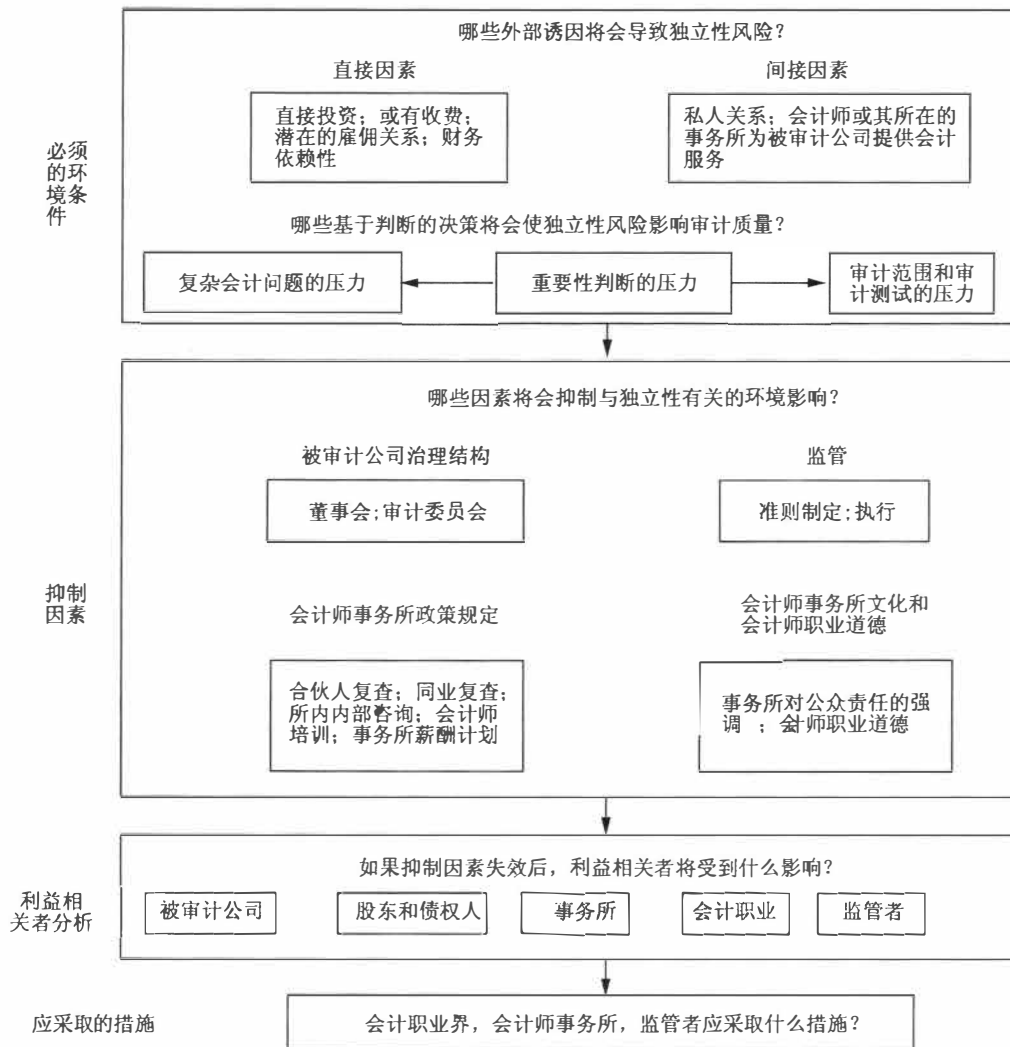 哪些外部诱因将会导致独立性风险？
直接因素
间接因素
直接投资；或有收费；
潜在的雇佣关系；财务
依赖性
私人关系；会计师或其所在的
事务所为被审计公司提供会计
服务
必须
的环
境条
件
哪些基于判断的决策将会使独立性风险影响审计质量？
复杂会计问题的压力
重要性判断的压力
审计范围和审
计测试的压力
哪些因素将会抑制与独立性有关的环境影响？
被审计公司治理结构
监管
董事会；审计委员会
准则制定；执行
抑制
因素
会计师事务所政策规定
会计师事务所文化和
会计师职业道德
合伙人复查；同业复查；
所内内部咨询；会计师
培训；事务所薪酬计划
事务所对公众责任的强
调 ；会计师职业道德
如果抑制因素失效后，利益相关者将受到什么影响？
利益相
关者分析
被审计公司
股东和债权人
事务所
会计职业
监管者
应采取的措施
会计职业界，会计师事务所，监管者应采取什么措施？